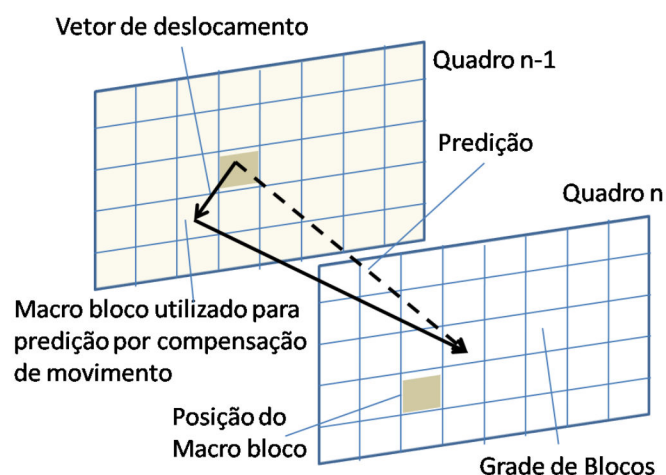 Vetor de deslocamento
Quadro n-1
Predição
Quadro n
Macro bloco utilizado para
predição por compensação
de movimento
Posição do
Macro bloco
Grade de Blocos